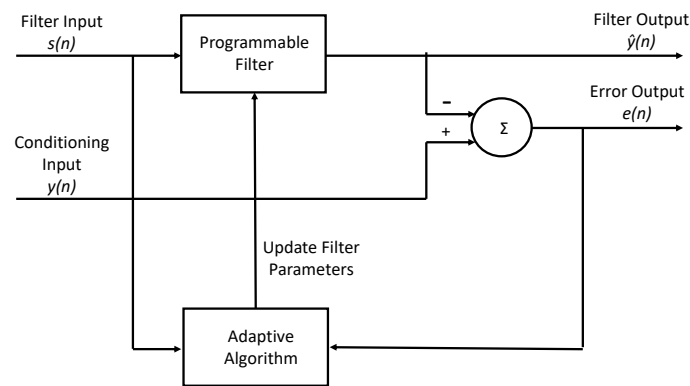 Filter Input
s(n)
Programmable
Filter
Filter Output
ŷ(n)
−
+
Σ
Error Output
e(n)
Conditioning
Input
y(n)
Update Filter
Parameters
Adaptive
Algorithm